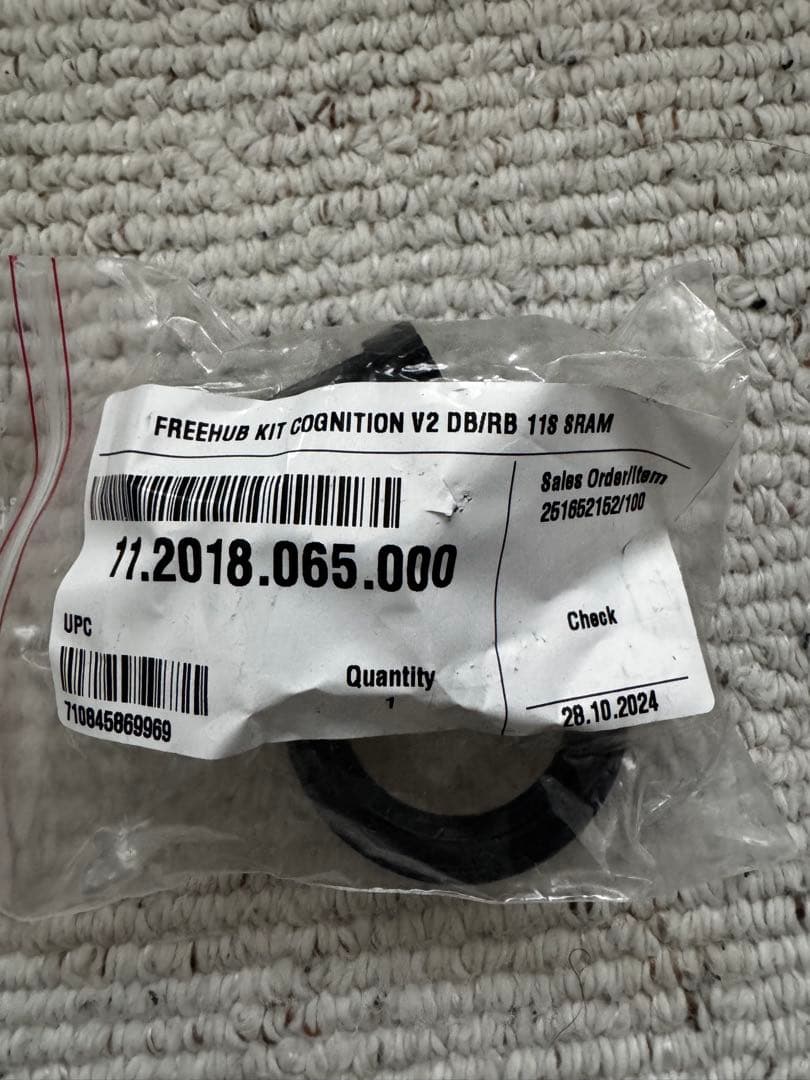 FREEHUB KIT COGNITION V2 DB/RB 11S SRAM
11.2018.065.000
Sales Order/Item
251652152/100
UPC
710845869969
Quantity
1
Check
28.10.2024